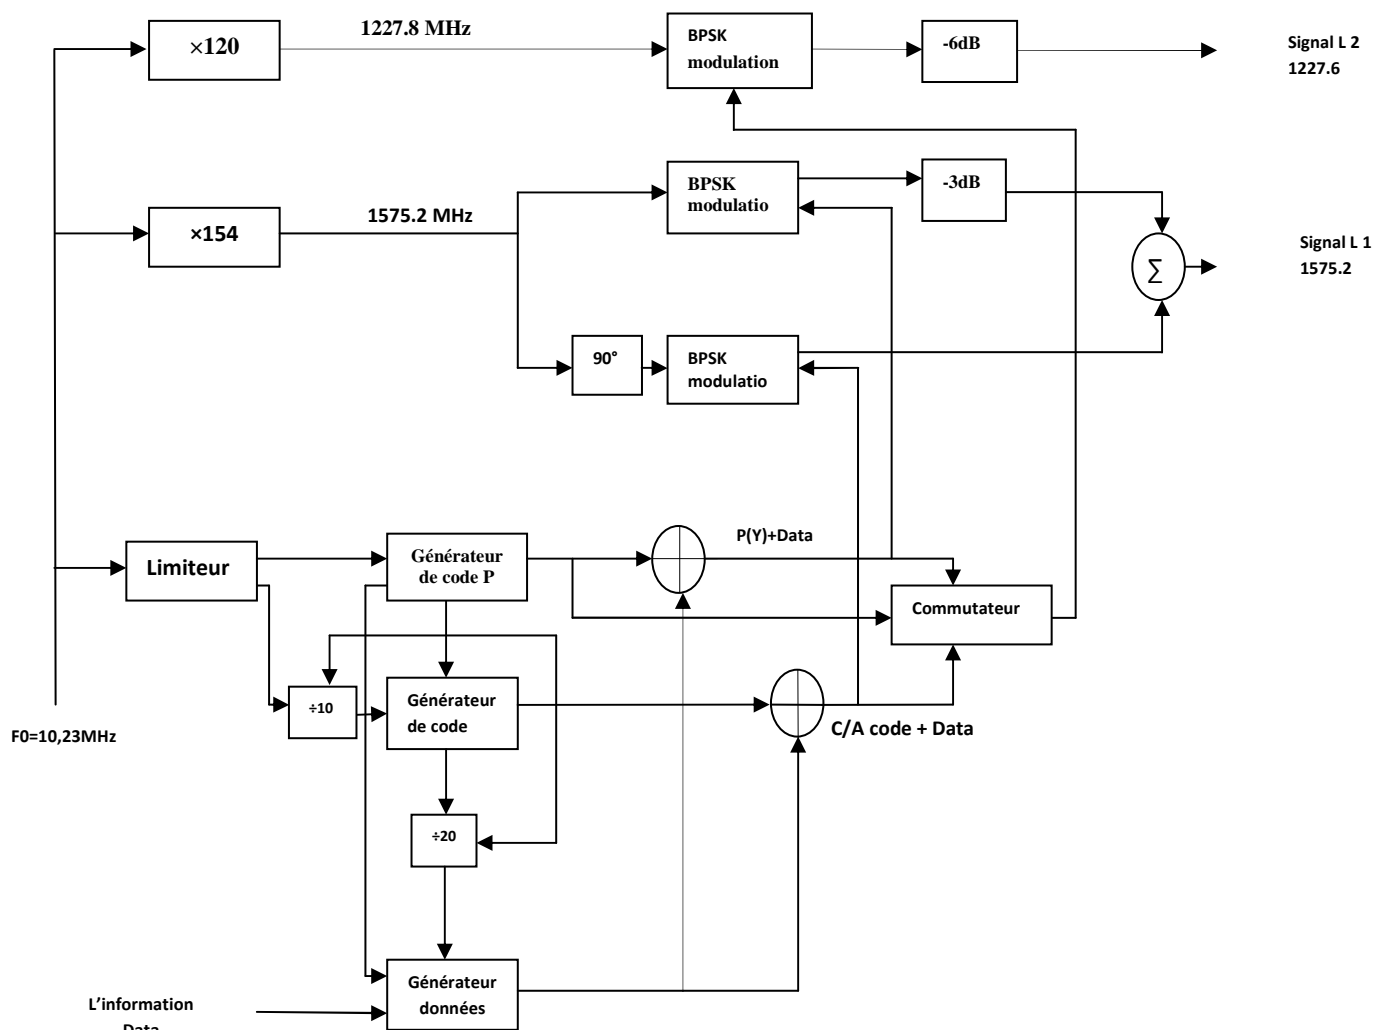 ×120
1227.8 MHz
BPSK
modulation
-6dB
Signal L 2
1227.6
×154
1575.2 MHz
BPSK
modulatio
-3dB
Σ
Signal L 1
1575.2
90°
BPSK
modulatio
Limiteur
Générateur
de code P
P(Y)+Data
Commutateur
÷10
Générateur
de code
C/A code + Data
F0=10,23MHz
÷20
Générateur
données
L'information
Data